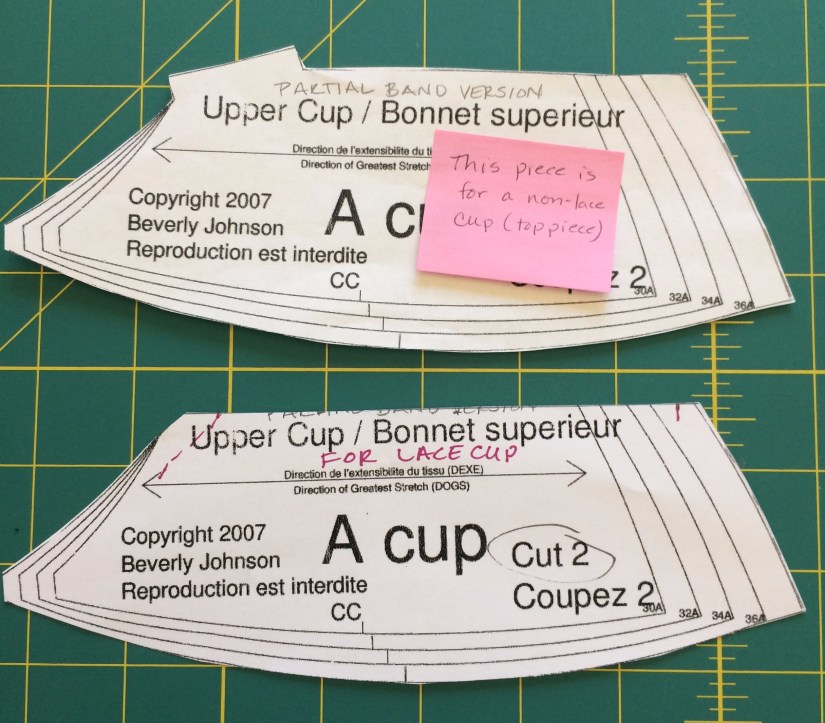 PARTIAL BAND VERSION
Upper Cup / Bonnet superieur
Direction de l'extensibilite du ti
Direction of Greatest Stretch
This piece is
for a non-lace
cup (top piece)
Copyright 2007
Beverly Johnson
Reproduction est interdite
A c
CC
2
30A
32A
34A
36A
PARTIAL BAND VERSION
Upper Cup / Bonnet superieur
FOR LACE CUP
Direction de l'extensibilite du tissu (DEXE)
Direction of Greatest Stretch (DOGS)
Copyright 2007
Beverly Johnson
Reproduction est interdite
A cup
Cut 2
Coupez 2
CC
30A
32A
34A
36A